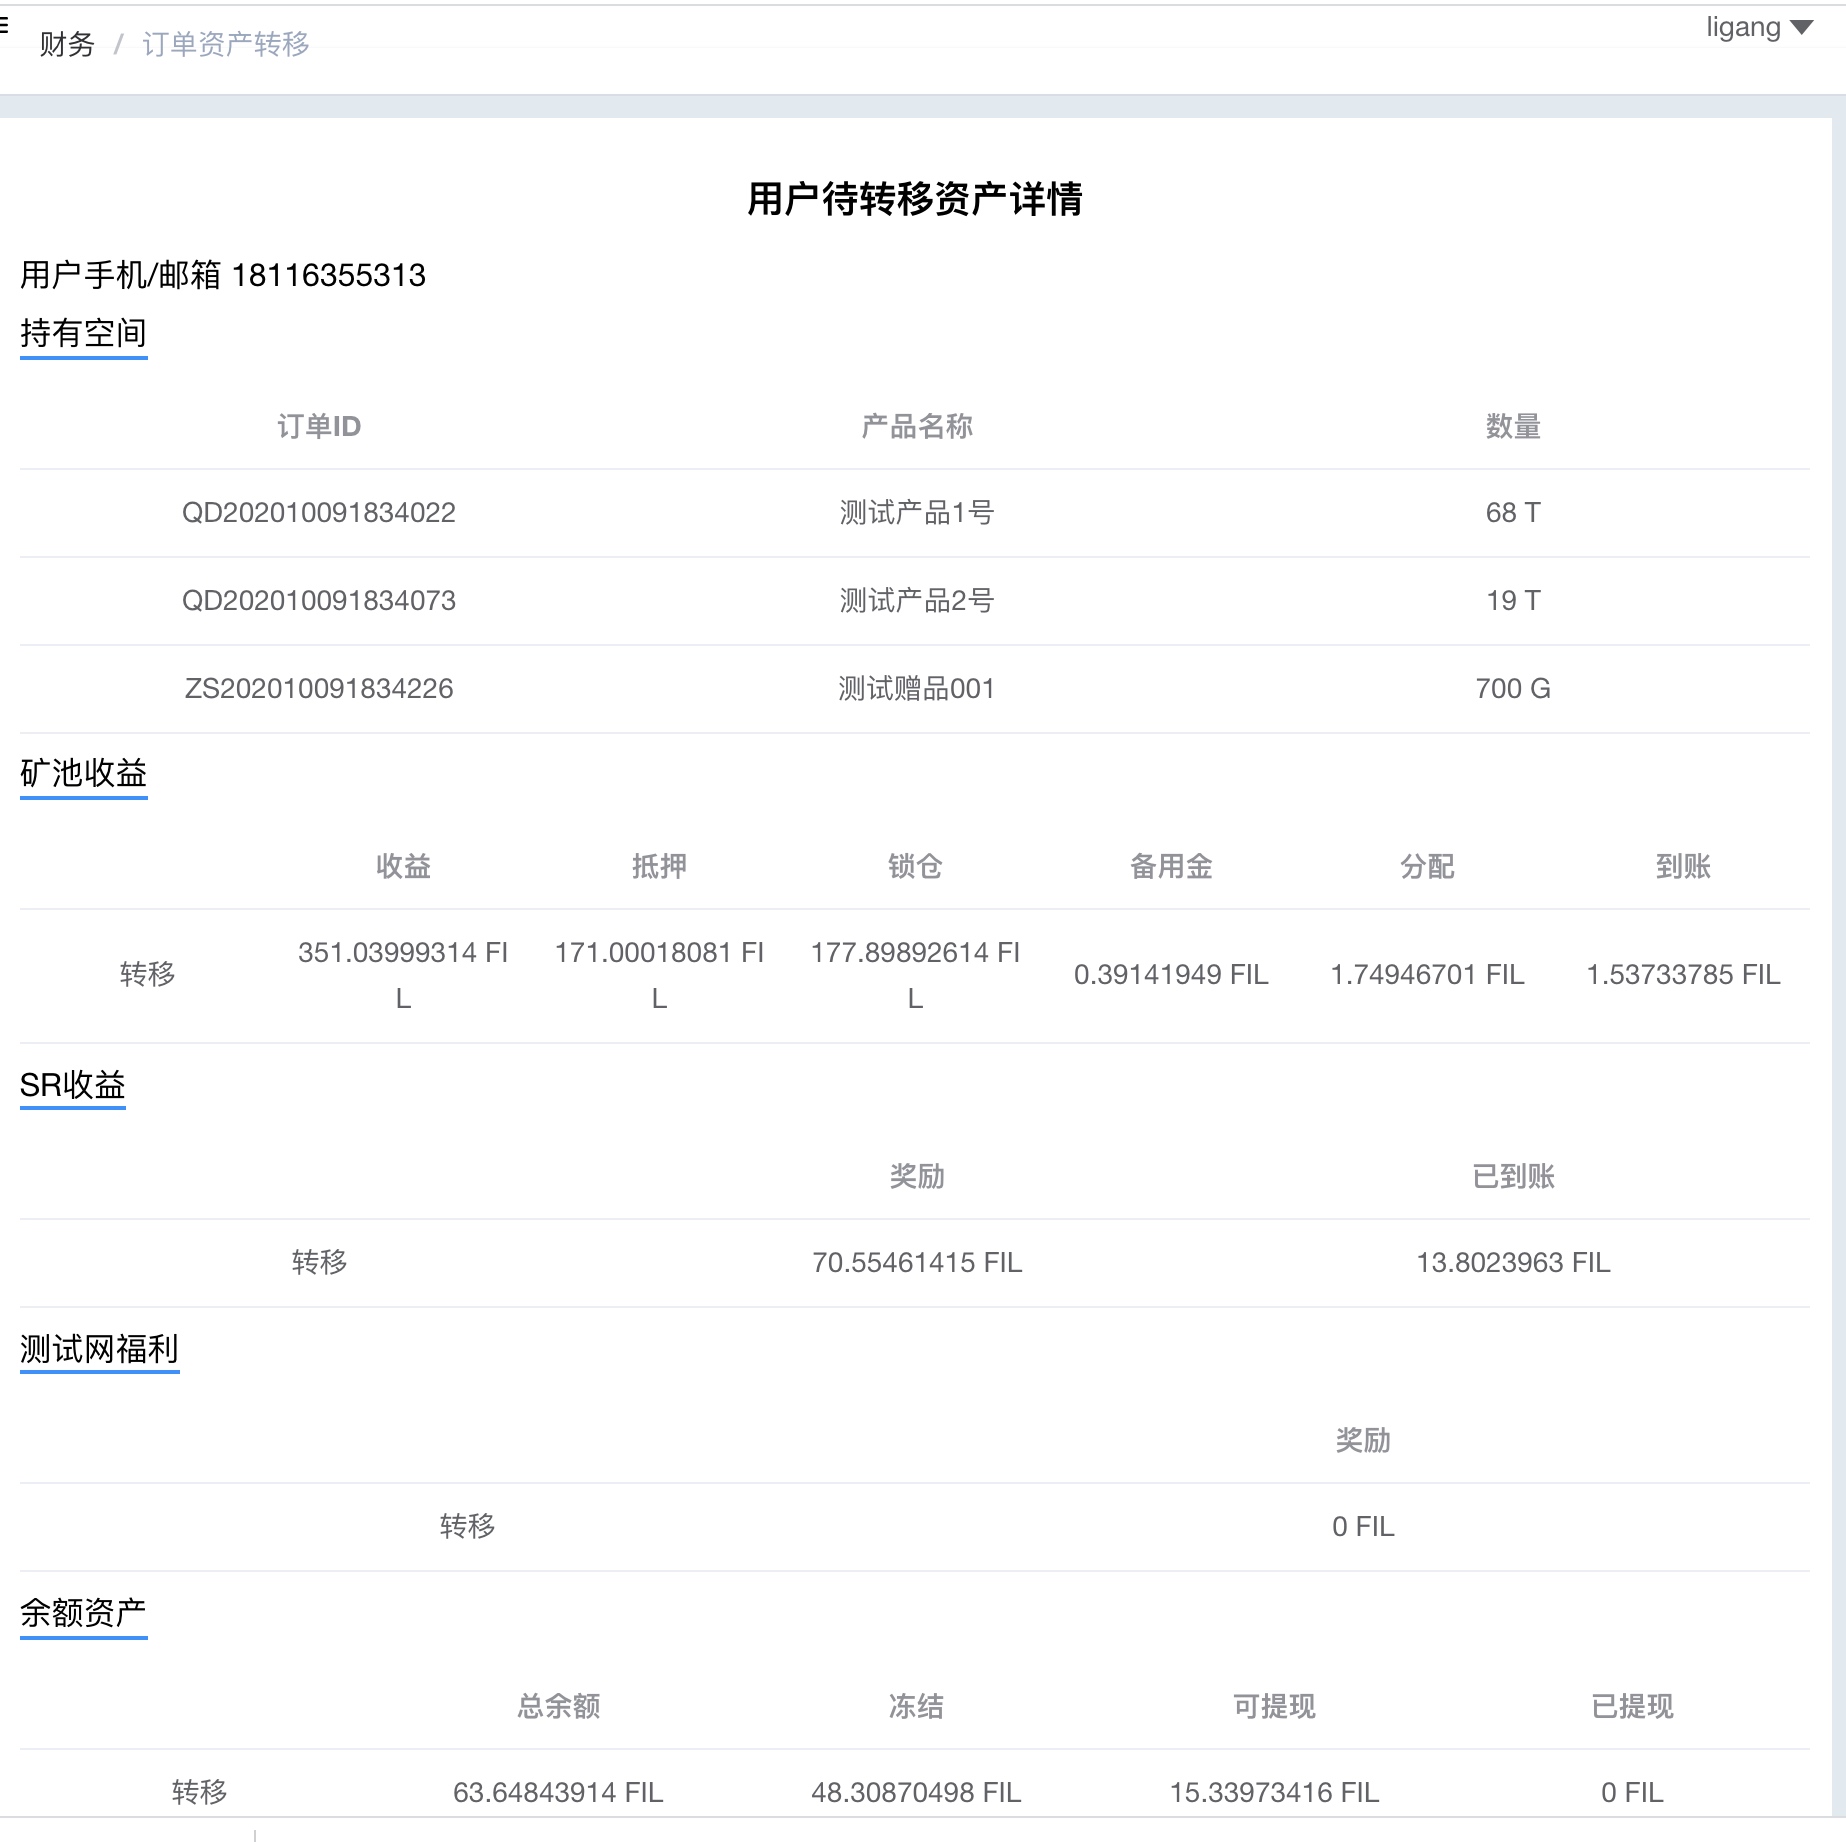 财务 / 订单资产转移
ligang
用户待转移资产详情
用户手机/邮箱 18116355313
持有空间
订单ID 产品名称 数量
QD202010091834022 测试产品1号 68 T
QD202010091834073 测试产品2号 19 T
ZS202010091834226 测试赠品001 700 G
矿池收益
收益 抵押 锁仓 备用金 分配 到账
转移 351.03999314 FI 171.00018081 FI 177.89892614 FI 0.39141949 FIL 1.74946701 FIL 1.53733785 FIL
L L L
SR收益
奖励 已到账
转移 70.55461415 FIL 13.8023963 FIL
测试网福利
奖励
转移 0 FIL
余额资产
总余额 冻结 可提现 已提现
转移 63.64843914 FIL 48.30870498 FIL 15.33973416 FIL 0 FIL